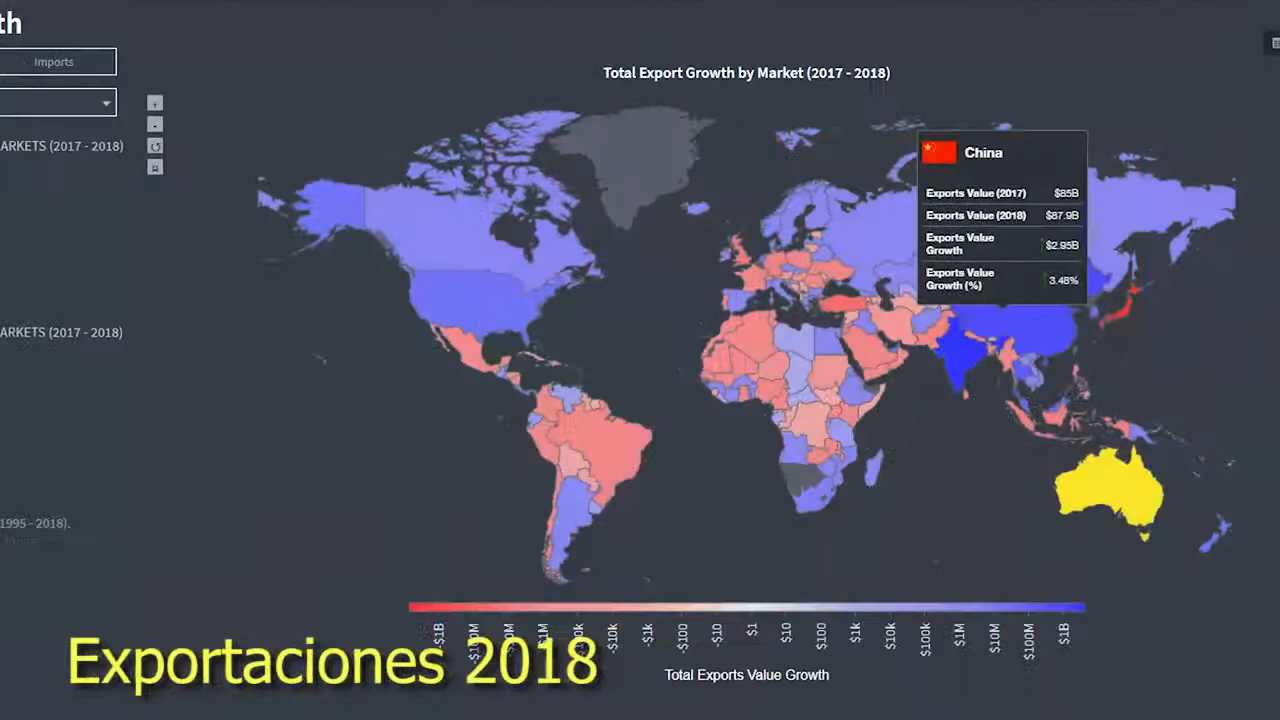 th
Imports
Total Export Growth by Market (2017 - 2018)
ARKETS (2017 - 2018)
China
Exports Value (2017) $85B
Exports Value (2018) $87.9B
Exports Value
Growth
$2.95B
Exports Value
Growth (%)
3.48%
ARKETS (2017 - 2018)
1995 - 2018).
-$1B
-$1M
-$10k
-$1k
-$100
-$10
$1
$10
$100
$1k
$10k
$100k
$1M
$10M
$100M
$1B
Total Exports Value Growth
Exportaciones 2018